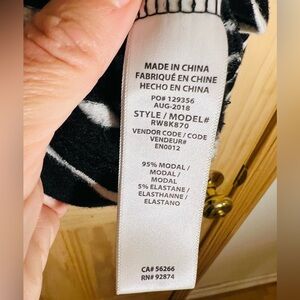 MADE IN CHINA
FABRIQUÉ EN CHINE
HECHO EN CHINA
PO# 129356
AUG-2018
STYLE / MODEL#
RW8K870
VENDOR CODE / CODE
VENDEUR#
EN0012
95% MODAL /
MODAL /
MODAL
5% ELASTANE /
ELASTHANNE /
ELASTANO
CA# 56266
RN# 92874